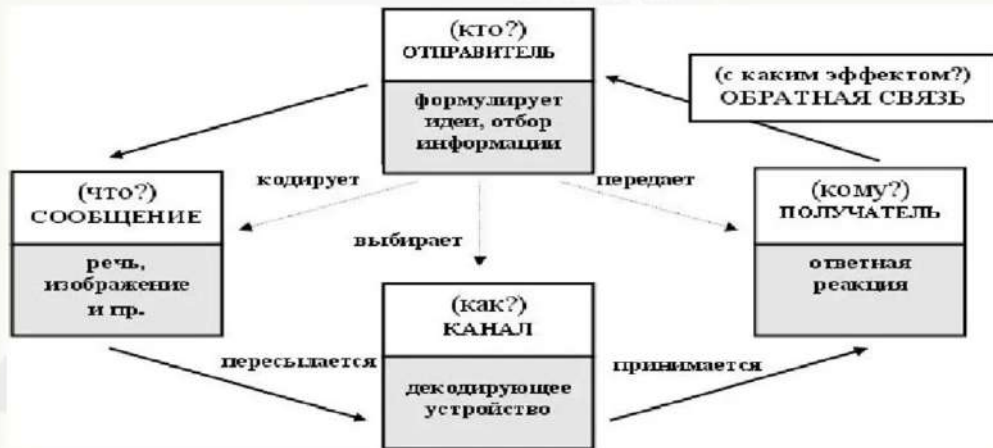 (кто?)
ОТПРАВИТЕЛЬ
формулирует
идеи, отбор
информации
(с каким эффектом?)
ОБРАТНАЯ СВЯЗЬ
кодирует
передает
выбирает
(что?)
СООБЩЕНИЕ
речь,
изображение
и пр.
(кому?)
ПОЛУЧАТЕЛЬ
ответная
реакция
(как?)
КАНАЛ
декодирующее
устройство
пересылается
принимается